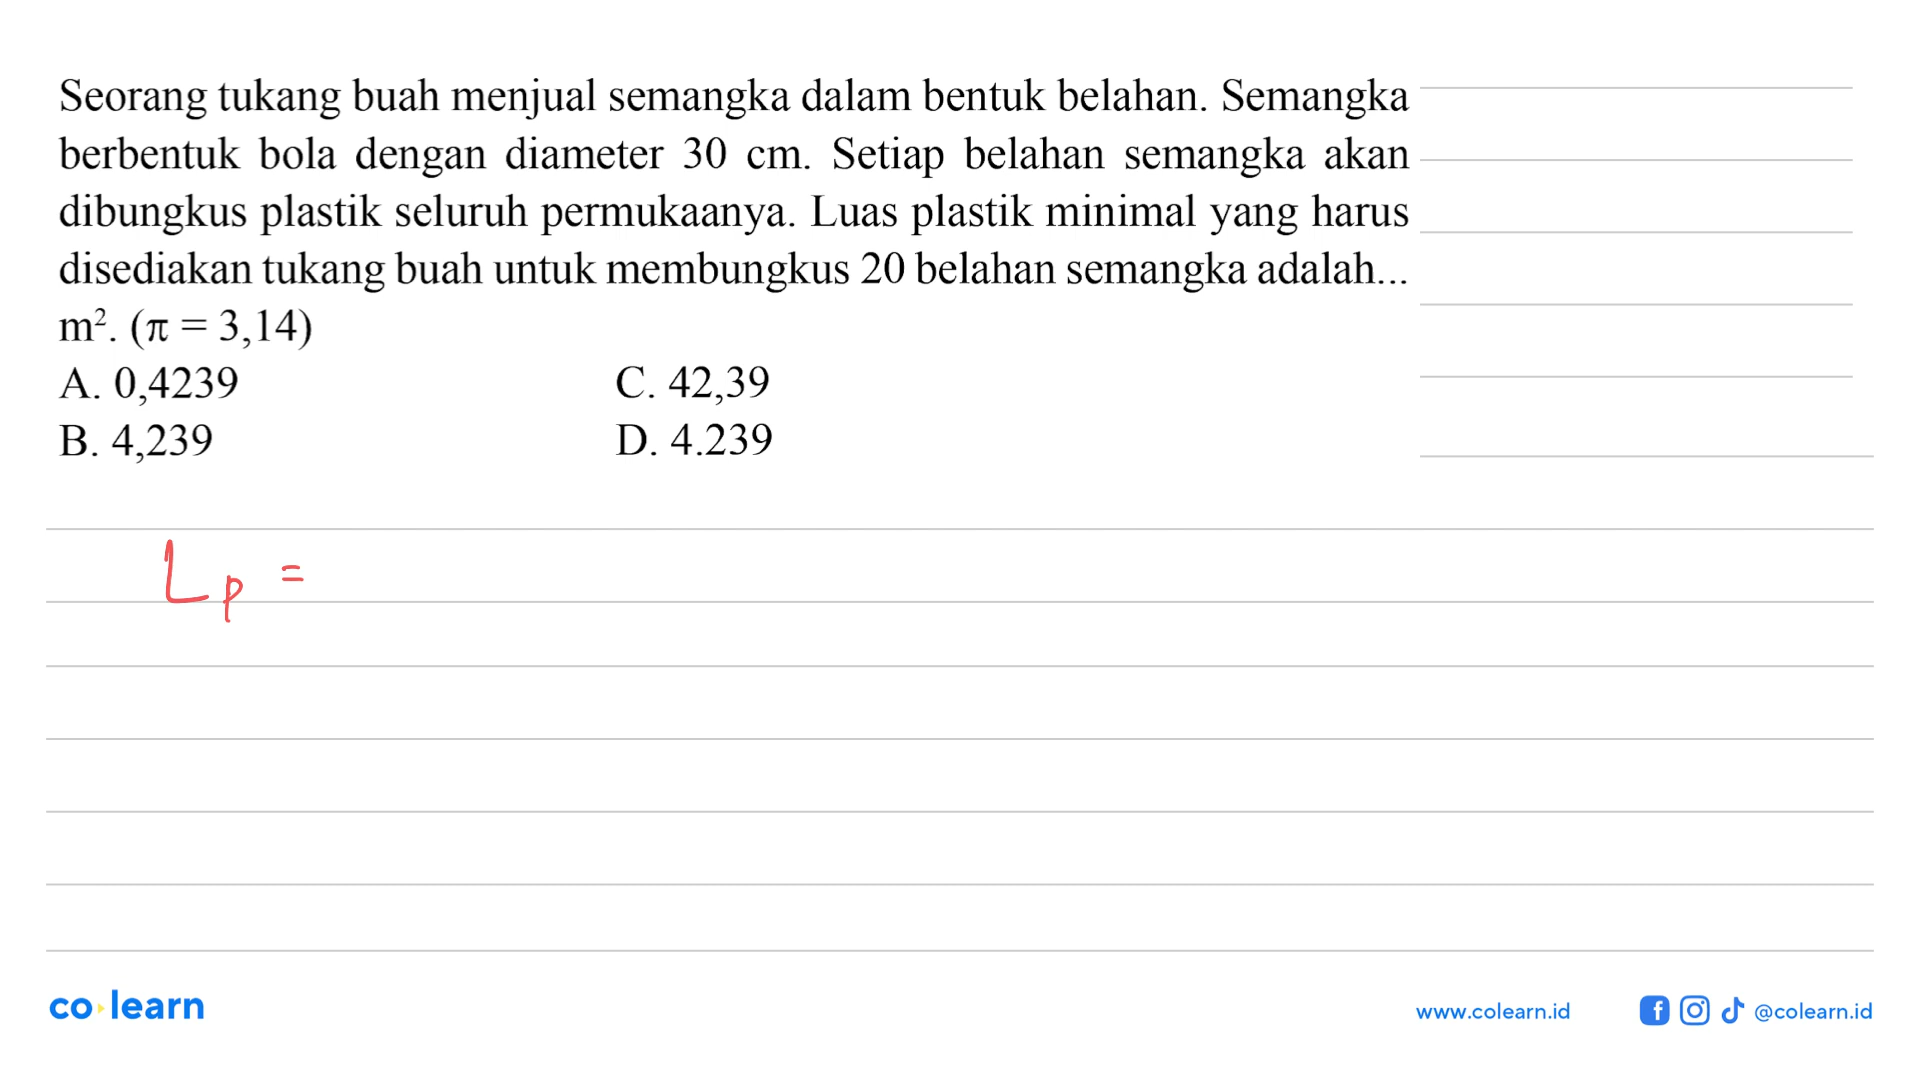 Seorang tukang buah menjual semangka dalam bentuk belahan. Semangka
berbentuk bola dengan diameter 30 cm. Setiap belahan semangka akan
dibungkus plastik seluruh permukaanya. Luas plastik minimal yang harus
disediakan tukang buah untuk membungkus 20 belahan semangka adalah...
m². (π = 3,14)
A. 0,4239 C. 42,39
B. 4,239 D. 4.239
Lp =
co learn www.colearn.id @colearn.id